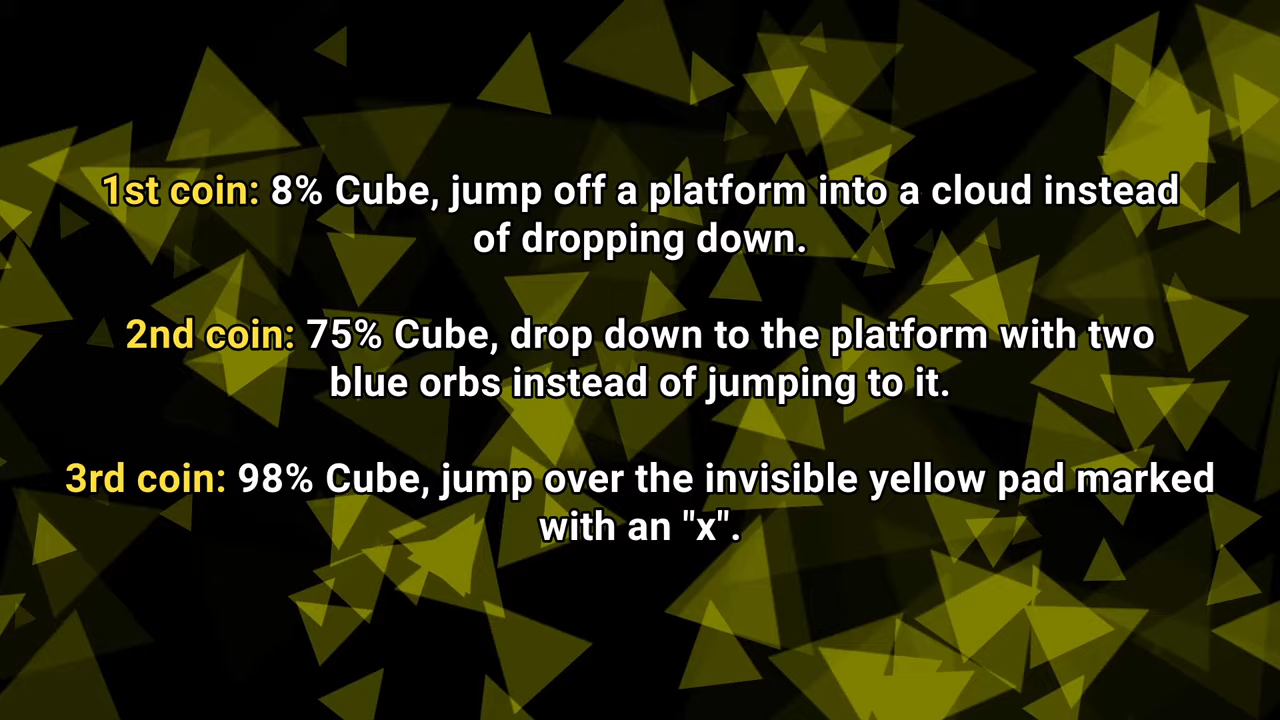 1st coin: 8% Cube, jump off a platform into a cloud instead
of dropping down.
2nd coin: 75% Cube, drop down to the platform with two
blue orbs instead of jumping to it.
3rd coin: 98% Cube, jump over the invisible yellow pad marked
with an "x".